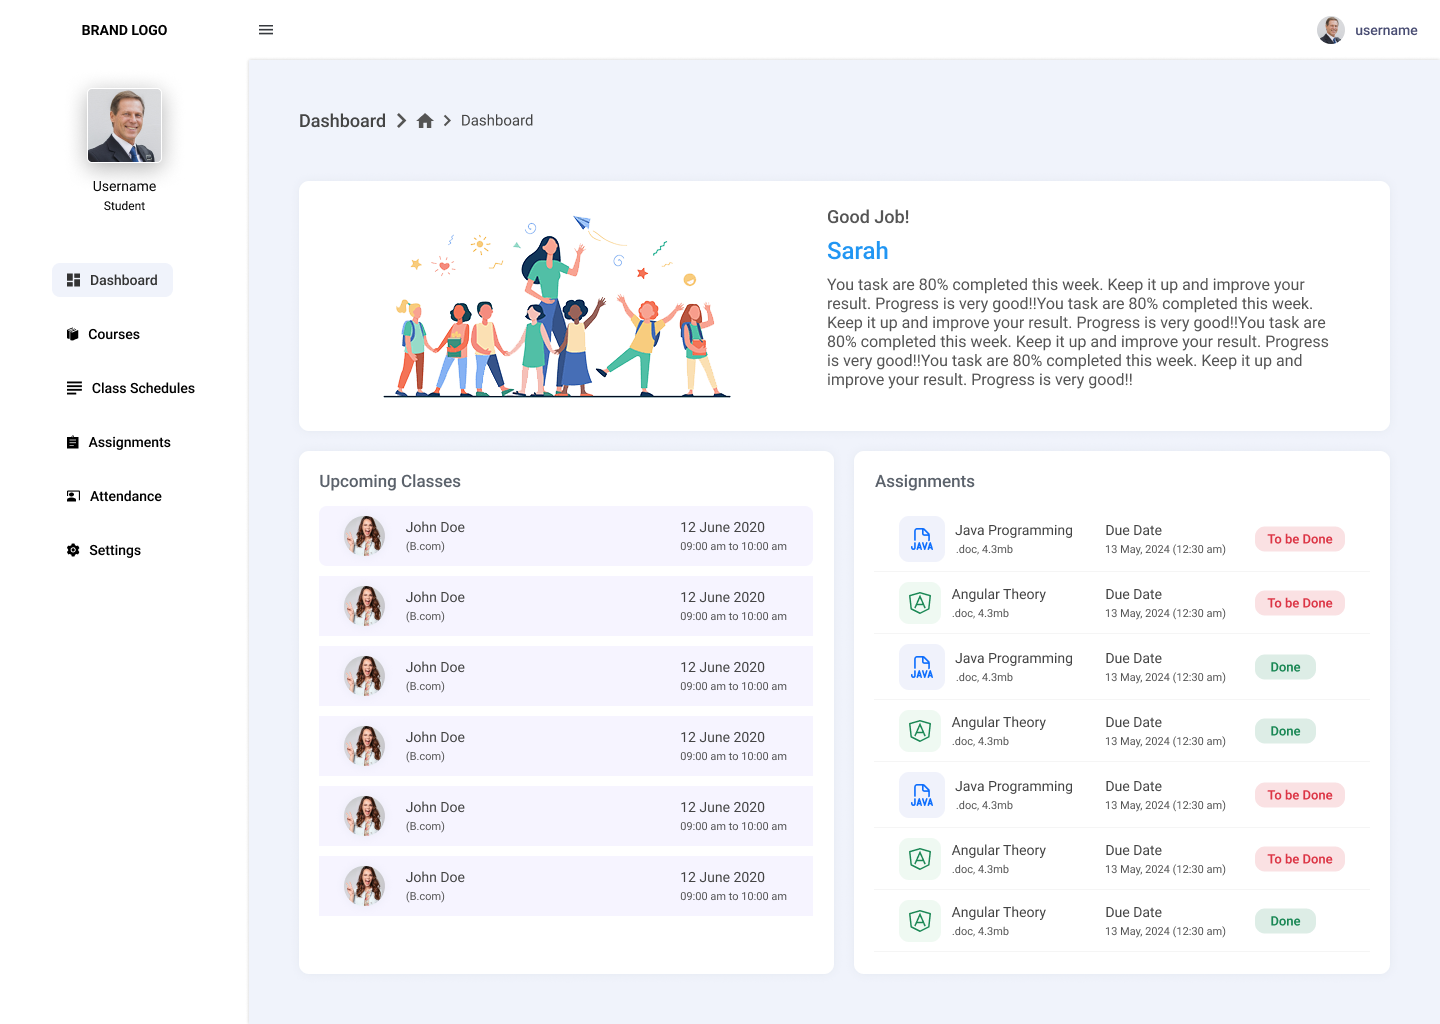 BRAND LOGO
username
Username
Student
Dashboard
Courses
Class Schedules
Assignments
Attendance
Settings
Dashboard
Dashboard
Good Job!
Sarah
You task are 80% completed this week. Keep it up and improve your
result. Progress is very good!!You task are 80% completed this week.
Keep it up and improve your result. Progress is very good!!You task are
80% completed this week. Keep it up and improve your result. Progress
is very good!!You task are 80% completed this week. Keep it up and
improve your result. Progress is very good!!
Upcoming Classes
John Doe 12 June 2020
(B.com) 09:00 am to 10:00 am
John Doe 12 June 2020
(B.com) 09:00 am to 10:00 am
John Doe 12 June 2020
(B.com) 09:00 am to 10:00 am
John Doe 12 June 2020
(B.com) 09:00 am to 10:00 am
John Doe 12 June 2020
(B.com) 09:00 am to 10:00 am
John Doe 12 June 2020
(B.com) 09:00 am to 10:00 am
Assignments
JAVA Java Programming Due Date To be Done
.doc, 4.3mb 13 May, 2024 (12:30 am)
A Angular Theory Due Date To be Done
.doc, 4.3mb 13 May, 2024 (12:30 am)
JAVA Java Programming Due Date Done
.doc, 4.3mb 13 May, 2024 (12:30 am)
A Angular Theory Due Date Done
.doc, 4.3mb 13 May, 2024 (12:30 am)
JAVA Java Programming Due Date To be Done
.doc, 4.3mb 13 May, 2024 (12:30 am)
A Angular Theory Due Date To be Done
.doc, 4.3mb 13 May, 2024 (12:30 am)
A Angular Theory Due Date Done
.doc, 4.3mb 13 May, 2024 (12:30 am)